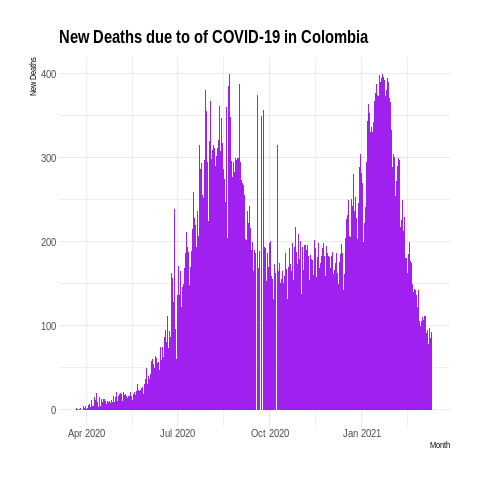 New Deaths due to of COVID-19 in Colombia
New Deaths
400
300
200
100
0
Apr 2020 Jul 2020 Oct 2020 Jan 2021
Month